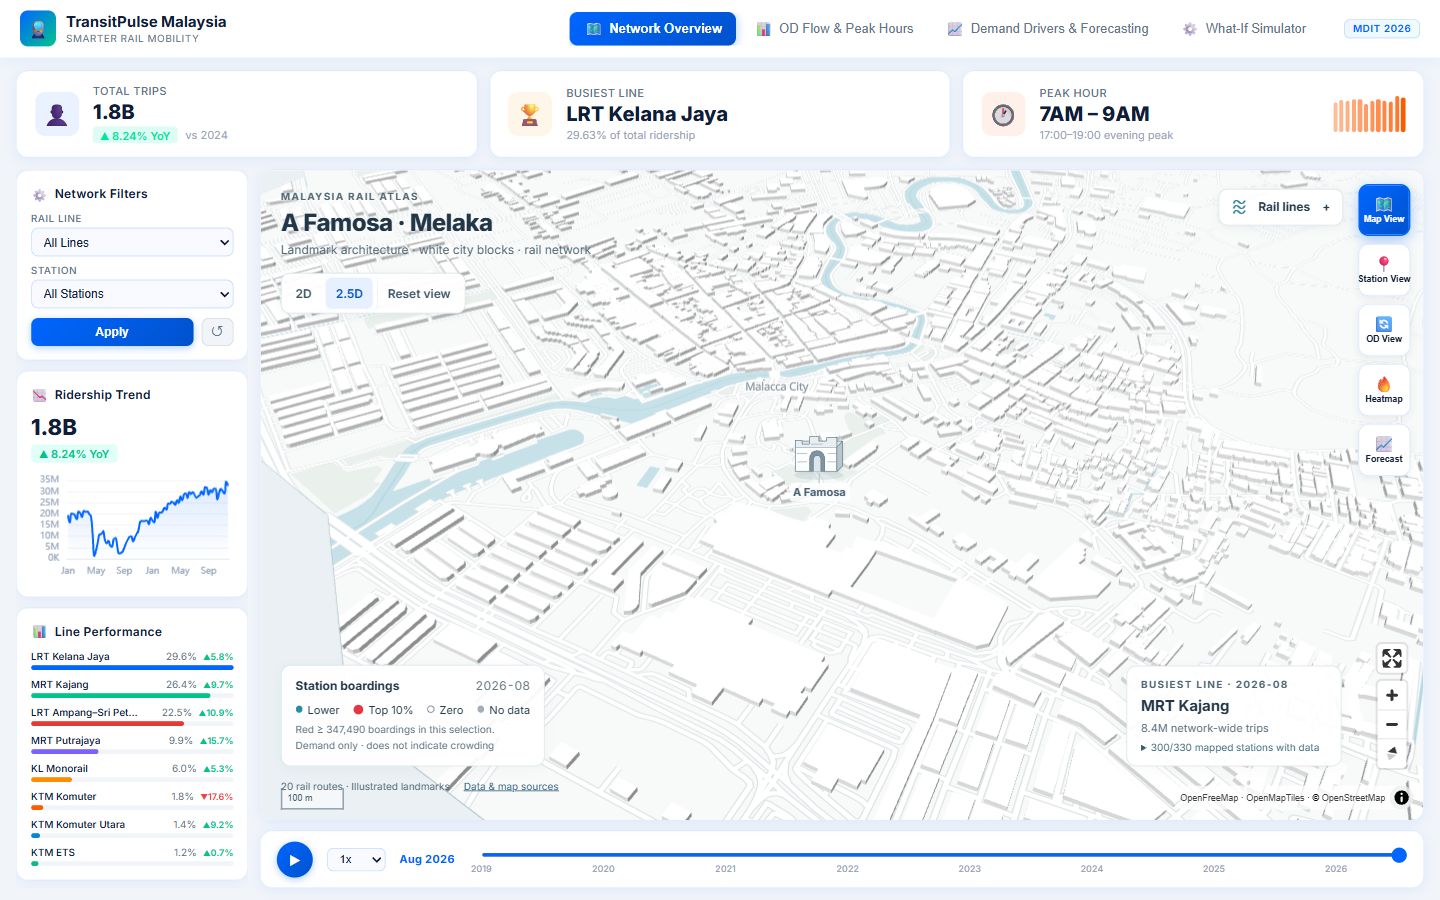 TransitPulse Malaysia
SMARTER RAIL MOBILITY
Network Overview
OD Flow & Peak Hours
Demand Drivers & Forecasting
What-If Simulator
MDIT 2026
TOTAL TRIPS
1.8B
▲ 8.24% YoY vs 2024
BUSIEST LINE
LRT Kelana Jaya
29.63% of total ridership
PEAK HOUR
7AM – 9AM
17:00–19:00 evening peak
Network Filters
RAIL LINE
All Lines
STATION
All Stations
Apply
Ridership Trend
1.8B
▲ 8.24% YoY
35M
30M
25M
20M
15M
10M
5M
0K
Jan May Sep Jan May Sep
Line Performance
LRT Kelana Jaya 29.6% ▲5.8%
MRT Kajang 26.4% ▲9.7%
LRT Ampang–Sri Pet... 22.5% ▲10.9%
MRT Putrajaya 9.9% ▲15.7%
KL Monorail 6.0% ▲5.3%
KTM Komuter 1.8% ▼17.6%
KTM Komuter Utara 1.4% ▲9.2%
KTM ETS 1.2% ▲0.7%
MALAYSIA RAIL ATLAS
A Famosa · Melaka
Landmark architecture · white city blocks · rail network
2D 2.5D Reset view
Rail lines +
Map View
Station View
OD View
Heatmap
Forecast
Malacca City
A Famosa
Station boardings 2026-08
Lower Top 10% Zero No data
Red ≥ 347,490 boardings in this selection.
Demand only · does not indicate crowding
20 rail routes · Illustrated landmarks Data & map sources
100 m
BUSIEST LINE · 2026-08
MRT Kajang
8.4M network-wide trips
▶ 300/330 mapped stations with data
OpenFreeMap · OpenMapTiles · © OpenStreetMap
1x
Aug 2026
2019 2020 2021 2022 2023 2024 2025 2026